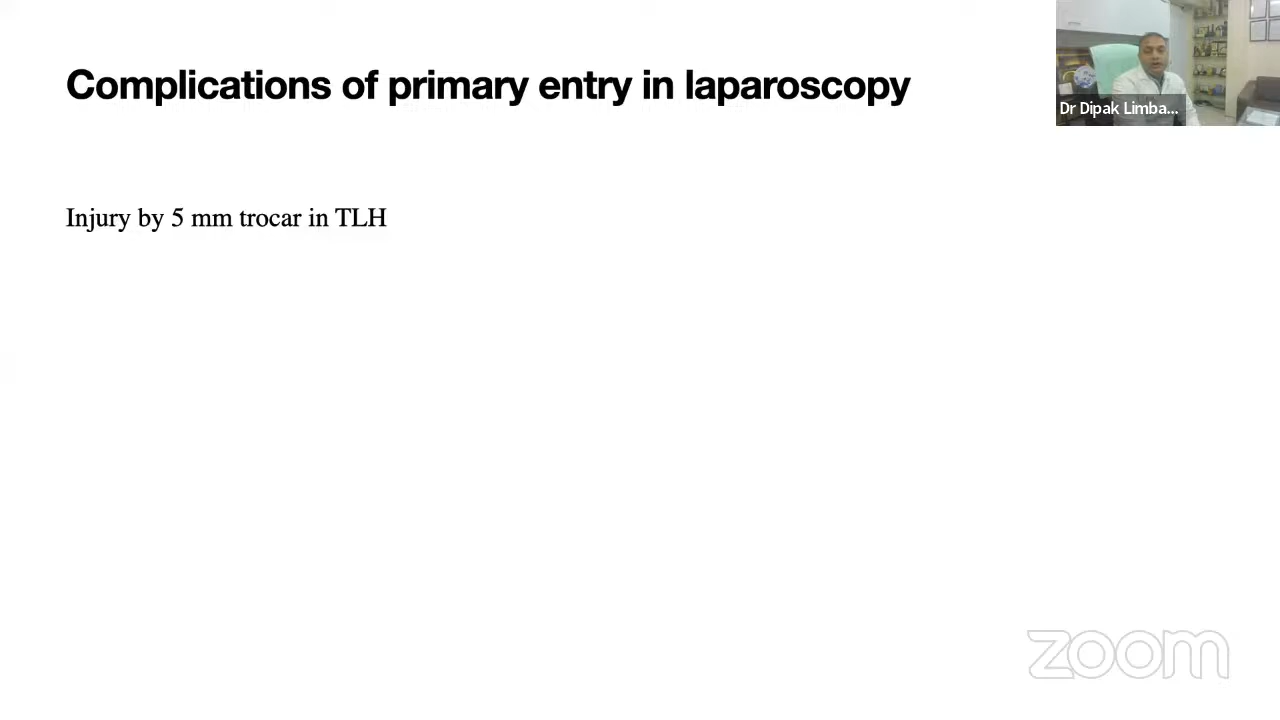 Complications of primary entry in laparoscopy
Dr Dipak Limba...
Injury by 5 mm trocar in TLH
zoom